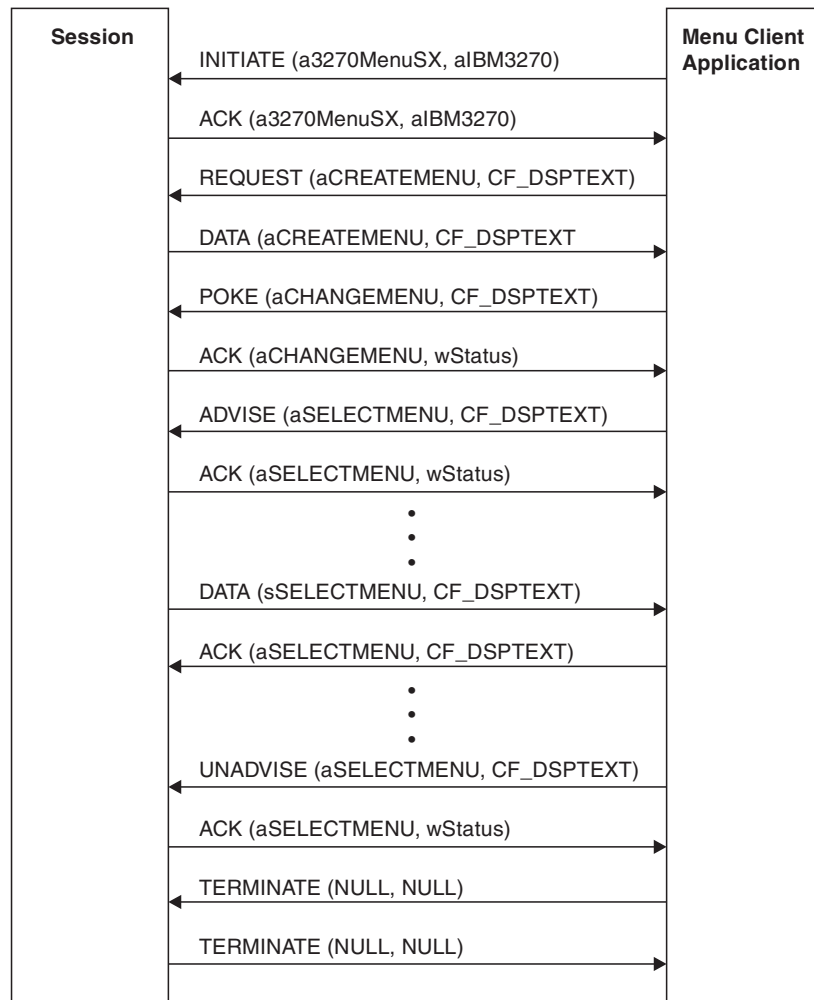 Session
Menu Client
Application
INITIATE (a3270MenuSX, aIBM3270)
ACK (a3270MenuSX, aIBM3270)
REQUEST (aCREATEMENU, CF_DSPTEXT)
DATA (aCREATEMENU, CF_DSPTEXT
POKE (aCHANGEMENU, CF_DSPTEXT)
ACK (aCHANGEMENU, wStatus)
ADVISE (aSELECTMENU, CF_DSPTEXT)
ACK (aSELECTMENU, wStatus)
DATA (sSELECTMENU, CF_DSPTEXT)
ACK (aSELECTMENU, CF_DSPTEXT)
UNADVISE (aSELECTMENU, CF_DSPTEXT)
ACK (aSELECTMENU, wStatus)
TERMINATE (NULL, NULL)
TERMINATE (NULL, NULL)